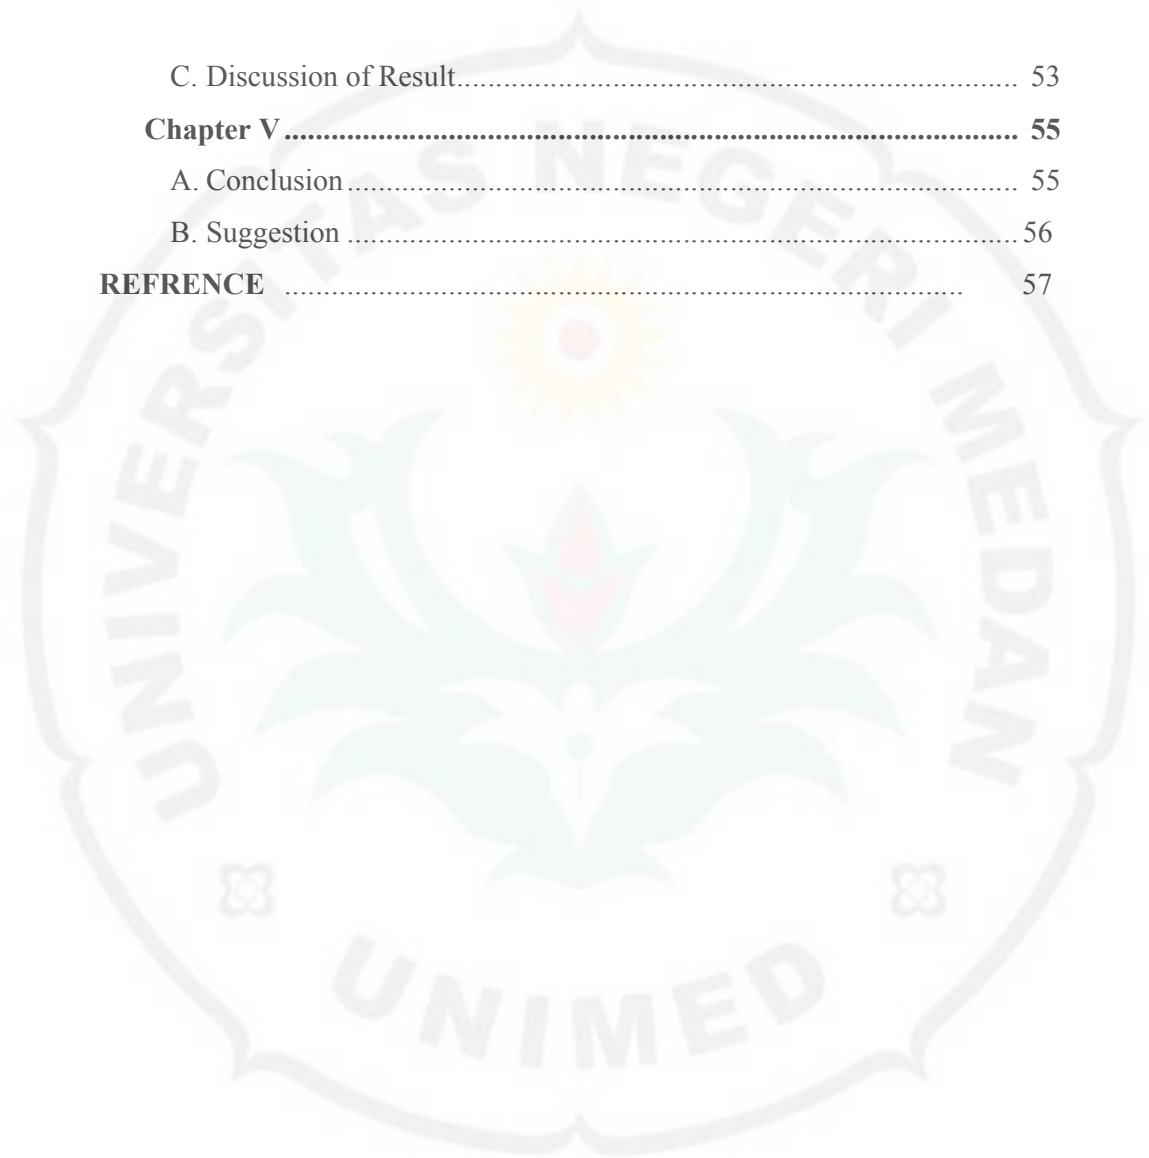 C. Discussion of Result........................................................................ 53
Chapter V............................................................................................... 55
A. Conclusion...................................................................................... 55
B. Suggestion ...................................................................................... 56
REFRENCE ....................................................................................... 57
UNIVERSITAS NEGERI MEDAN
UNIMED